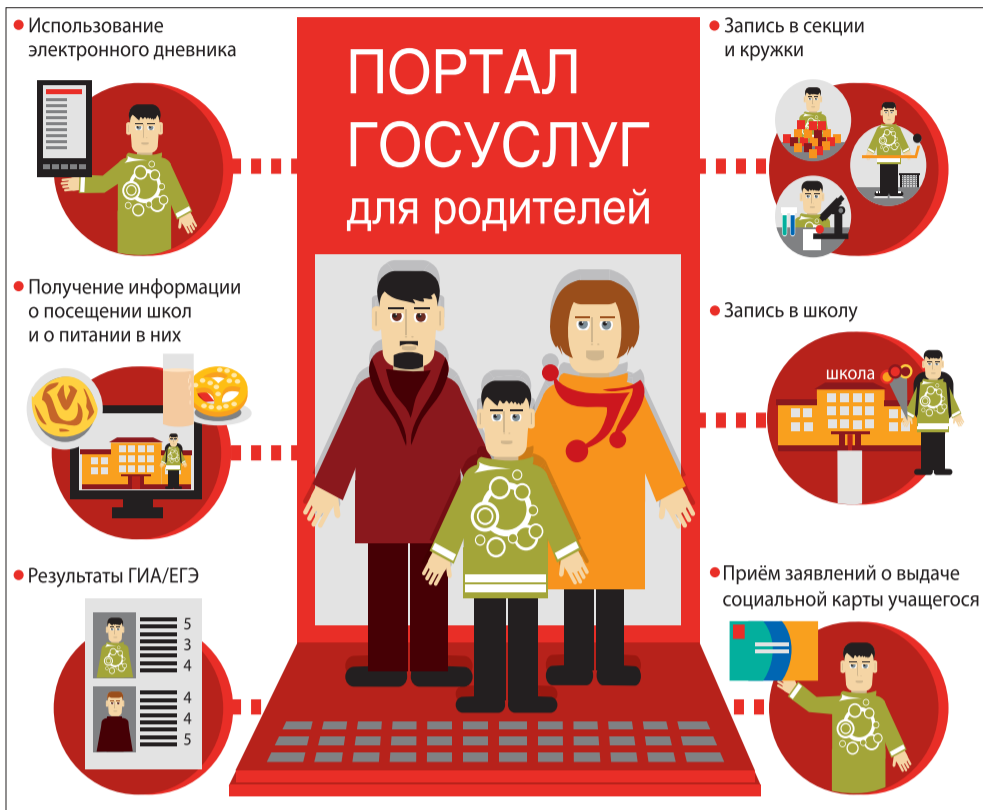 Использование
электронного дневника
Получение информации
о посещении школ
и о питании в них
Результаты ГИА/ЕГЭ
5
3
4
4
4
5
ПОРТАЛ
ГОСУСЛУГ
для родителей
Запись в секции
и кружки
Запись в школу
школа
Приём заявлений о выдаче
социальной карты учащегося